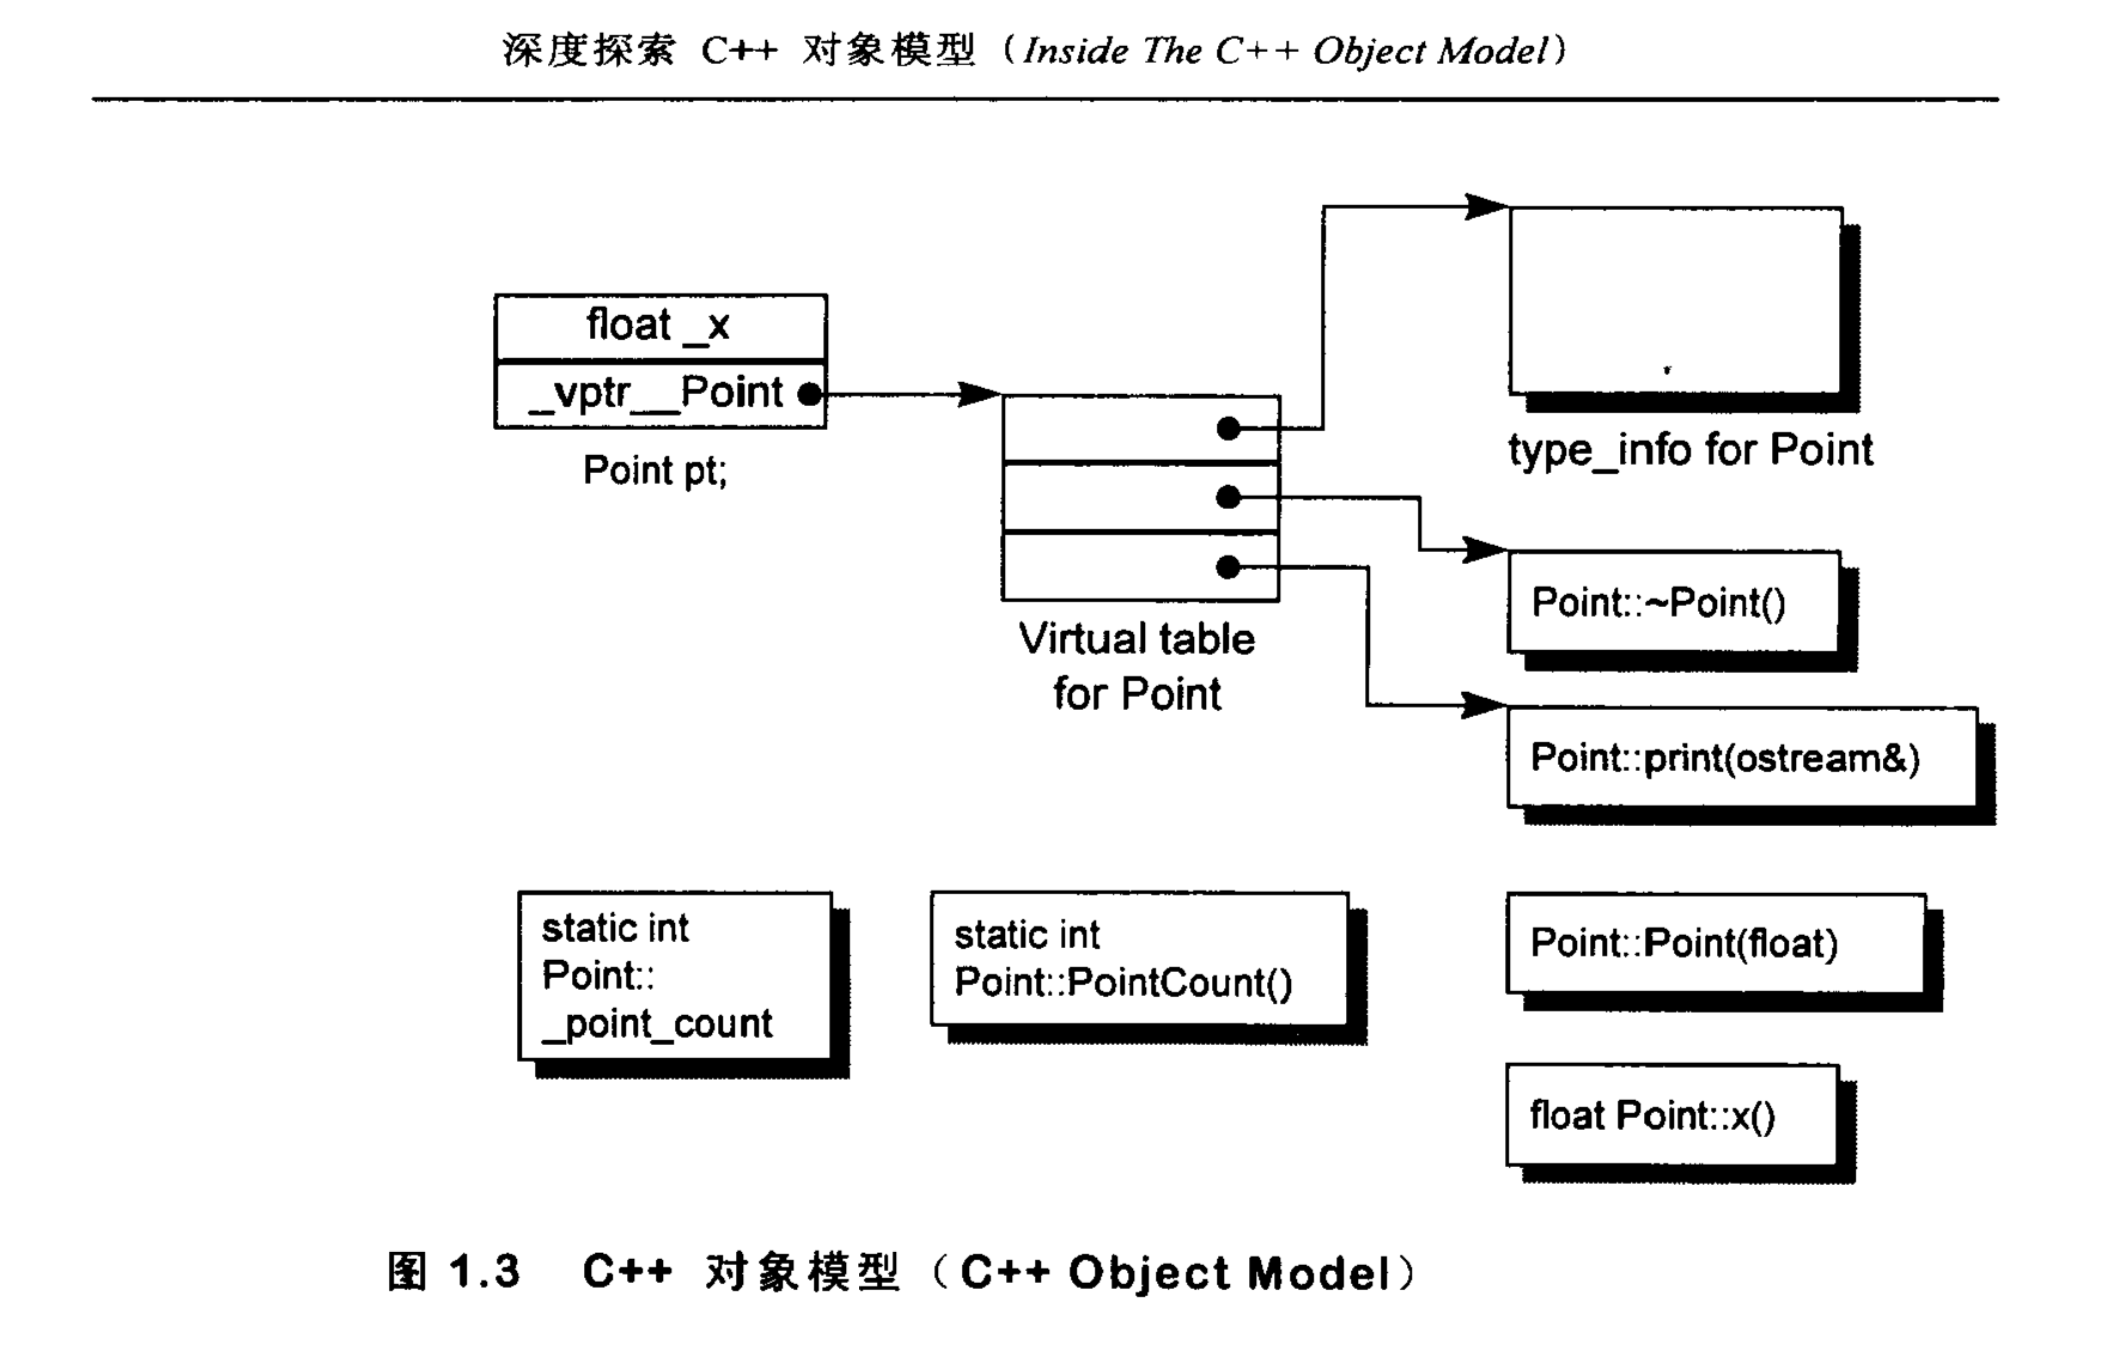 深度探索 C++ 对象模型（Inside The C++ Object Model）
float _x
_vptr__Point
Point pt;
Virtual table
for Point
type_info for Point
Point::~Point()
Point::print(ostream&)
static int
Point::
_point_count
static int
Point::PointCount()
Point::Point(float)
float Point::x()
图 1.3 C++ 对象模型（C++ Object Model）